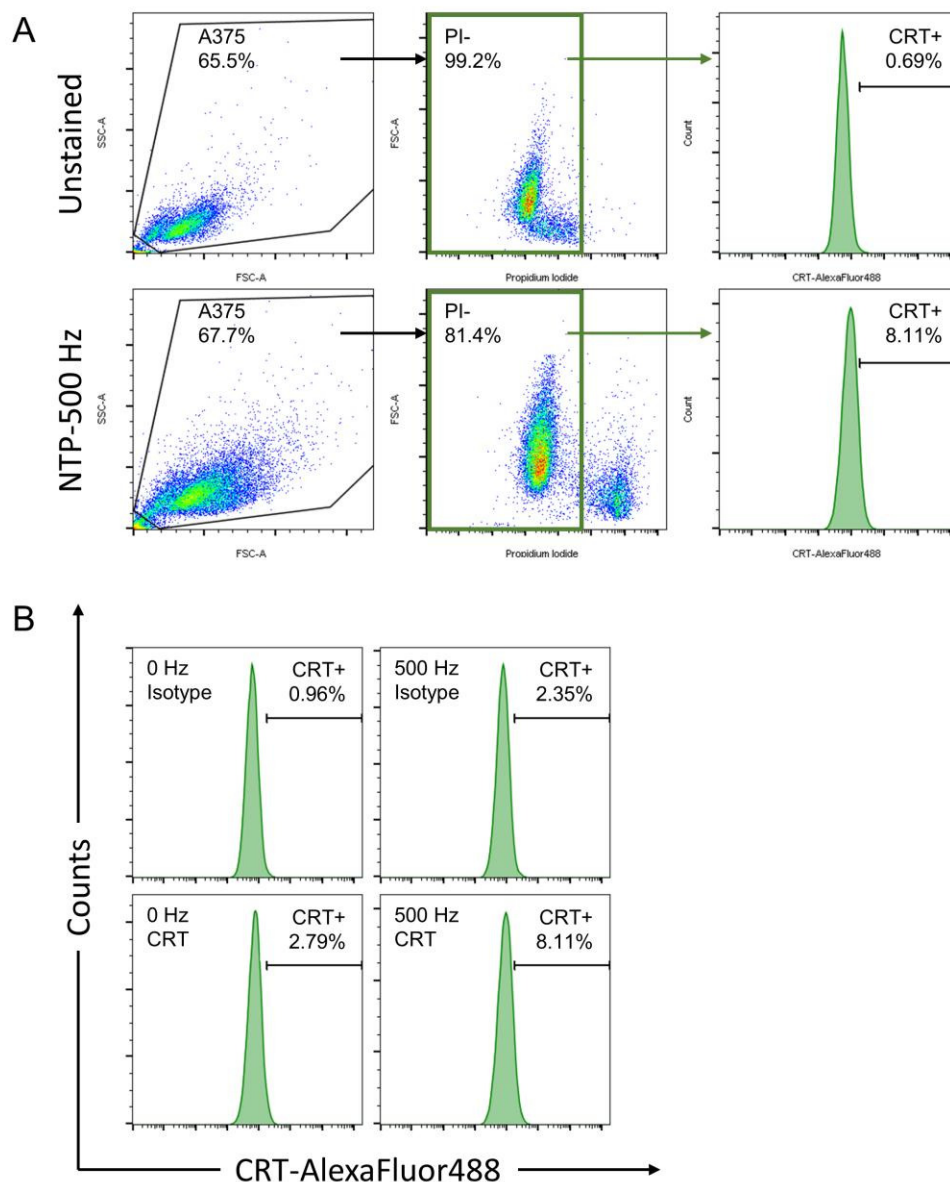 A
Unstained
SSC-A
A375
65.5%
FSC-A
FSC-A
PI-
99.2%
Propidium Iodide
Count
CRT+
0.69%
CRT-AlexaFluor488
NTP-500 Hz
SSC-A
A375
67.7%
FSC-A
FSC-A
PI-
81.4%
Propidium Iodide
Count
CRT+
8.11%
CRT-AlexaFluor488
B
Counts
0 Hz
Isotype
CRT+
0.96%
500 Hz
Isotype
CRT+
2.35%
0 Hz
CRT
CRT+
2.79%
500 Hz
CRT
CRT+
8.11%
CRT-AlexaFluor488